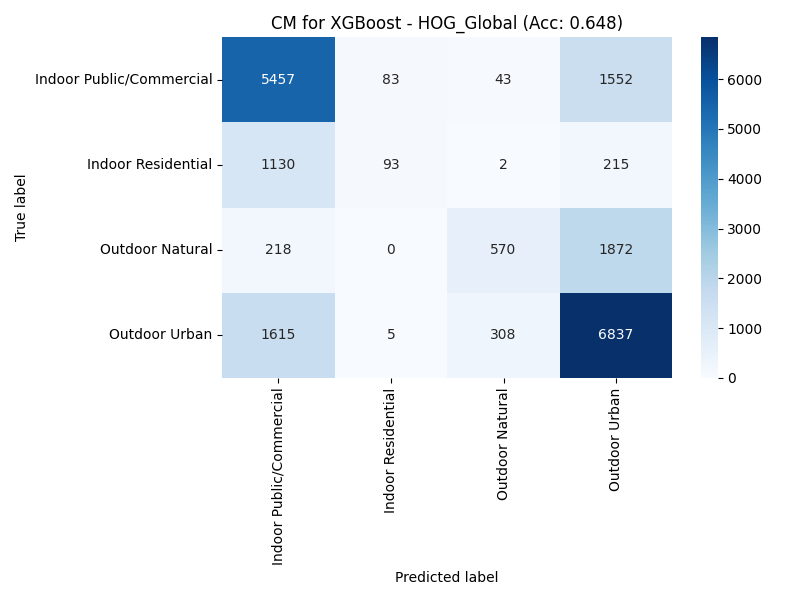 CM for XGBoost - HOG_Global (Acc: 0.648)
True label
Indoor Public/Commercial 5457 83 43 1552
Indoor Residential 1130 93 2 215
Outdoor Natural 218 0 570 1872
Outdoor Urban 1615 5 308 6837
Indoor Public/Commercial
Indoor Residential
Outdoor Natural
Outdoor Urban
Predicted label
6000
5000
4000
3000
2000
1000
0